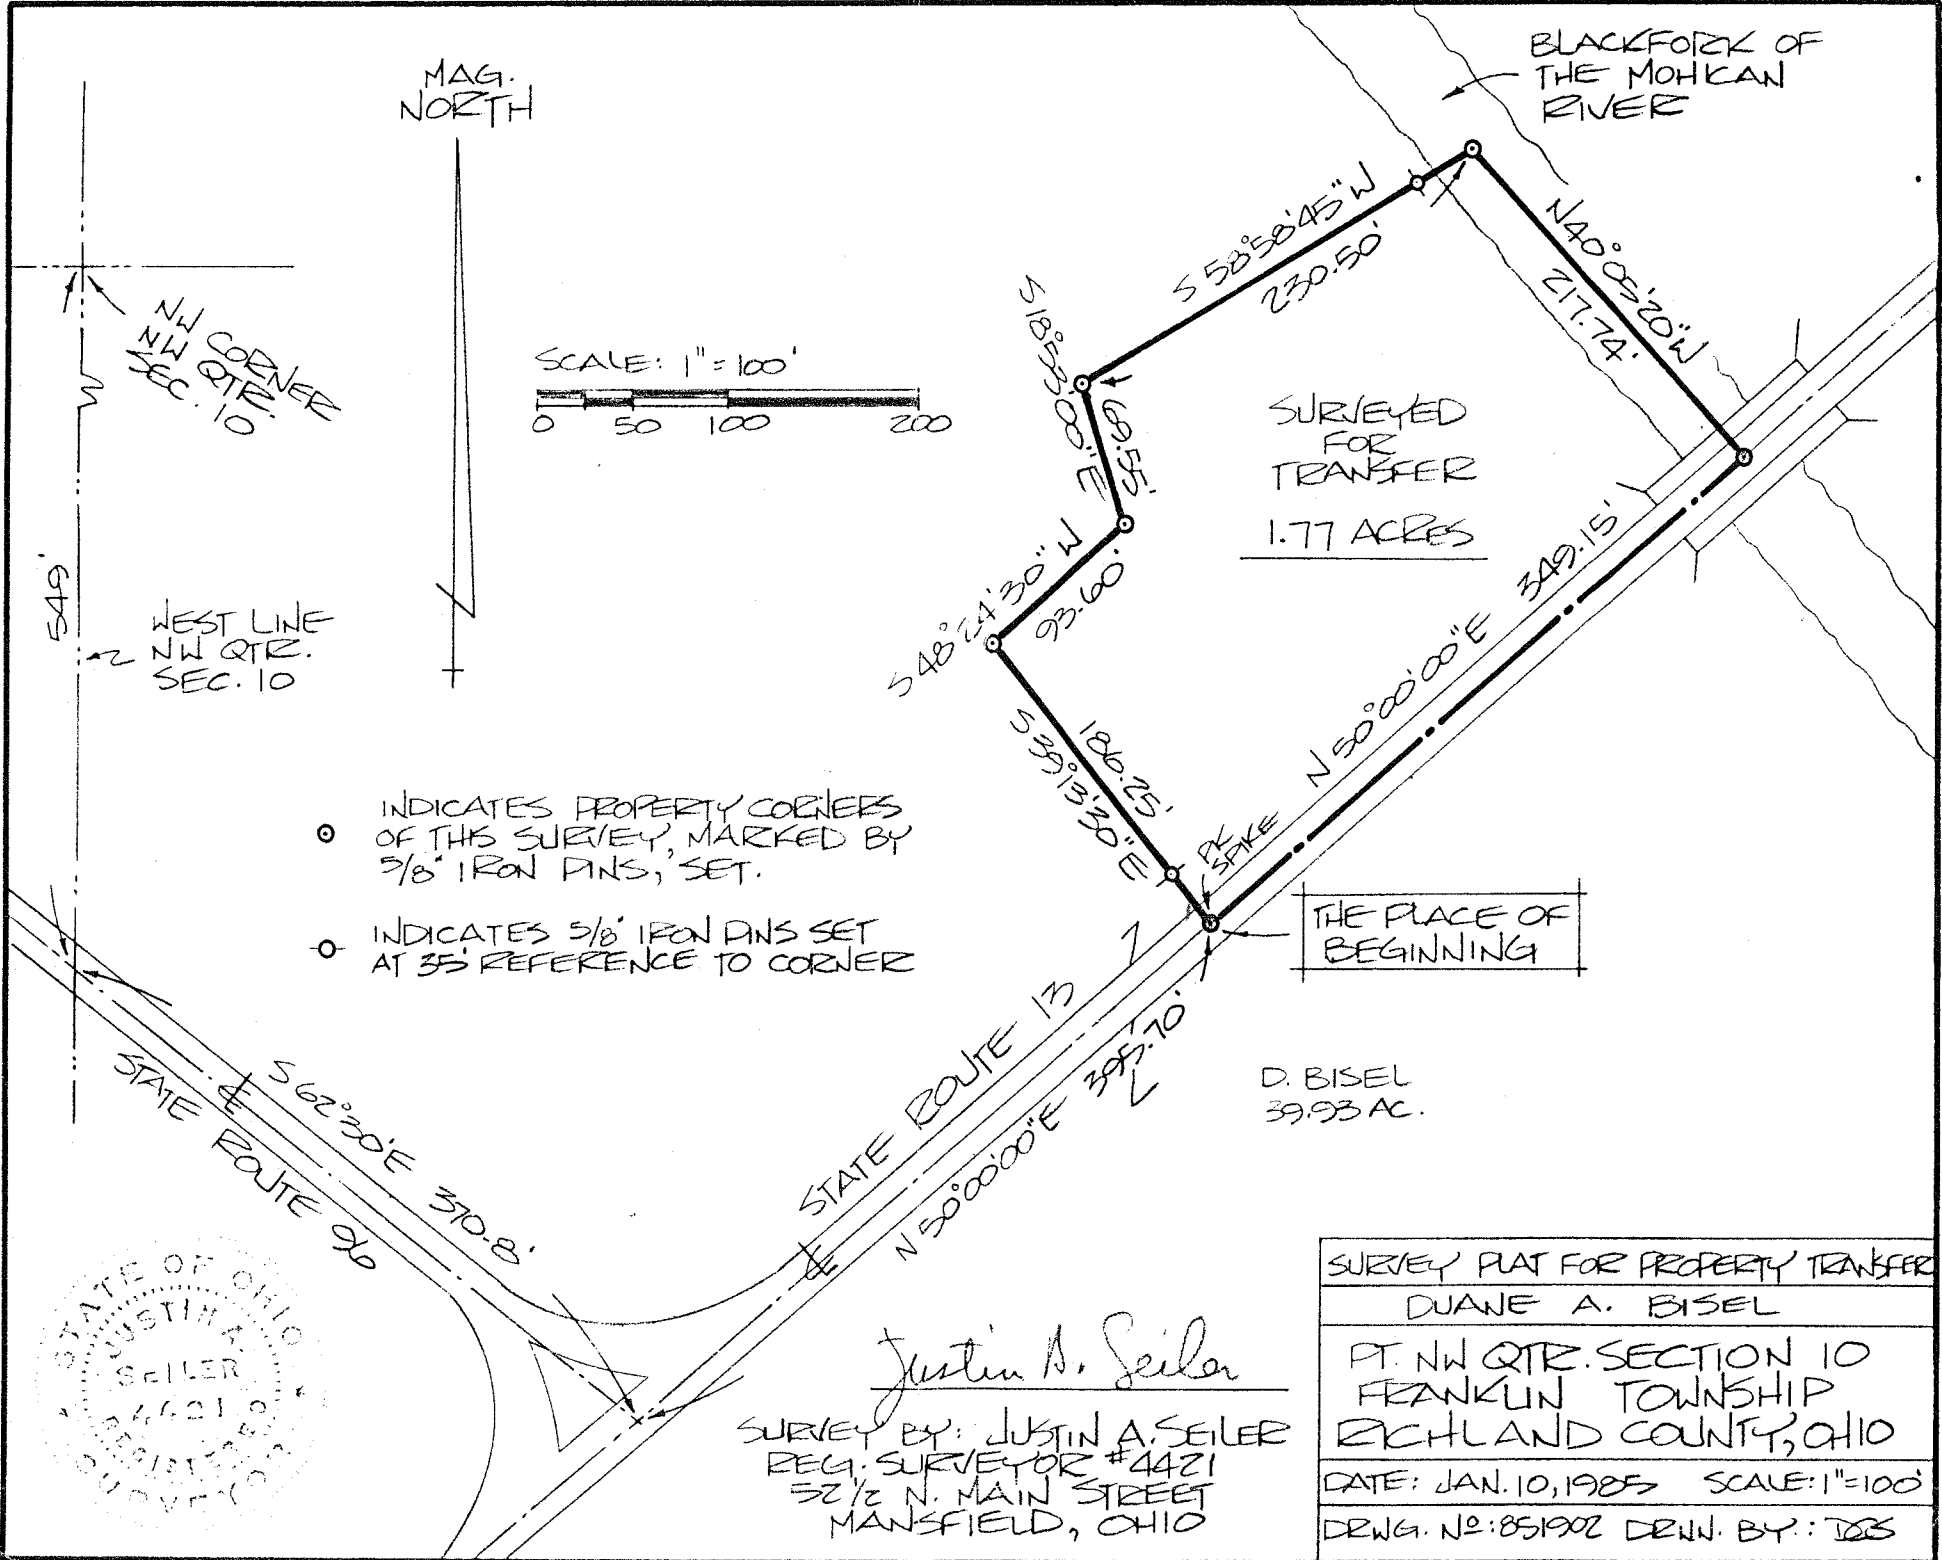 MAG.
NORTH
BLACKFORK OF
THE MOHICAN
RIVER
NW CORNER
NW QTR.
SEC. 10
SCALE: 1"=100'
0 50 100 200
S 58°58'45"W
230.50'
N40°05'20"W
217.74'
S 18°53'00"E
69.55'
SURVEYED
FOR
TRANSFER
1.77 ACRES
549'
WEST LINE
NW QTR.
SEC. 10
S 48°24'30"W
93.60'
N 50°00'00"E 349.15'
186.25'
S 39°13'30"E
PK
SPIKE
INDICATES PROPERTY CORNERS
OF THIS SURVEY, MARKED BY
5/8" IRON PINS, SET.
INDICATES 5/8" IRON PINS SET
AT 35' REFERENCE TO CORNER
THE PLACE OF
BEGINNING
STATE ROUTE 13
N 50°00'00"E 395.70'
D. BISEL
39.93 AC.
S 62°30'E 370.8'
STATE ROUTE 96
STATE OF OHIO
JUSTIN A.
SEILER
4421
REGISTERED
SURVEYOR
Justin A. Seiler
SURVEY BY: JUSTIN A. SEILER
REG. SURVEYOR #4421
52 1/2 N. MAIN STREET
MANSFIELD, OHIO
SURVEY PLAT FOR PROPERTY TRANSFER
DUANE A. BISEL
PT. NW QTR. SECTION 10
FRANKLIN TOWNSHIP
RICHLAND COUNTY, OHIO
DATE: JAN. 10, 1985 SCALE: 1"=100'
DRWG. Nº: 851902 DRWN. BY.: